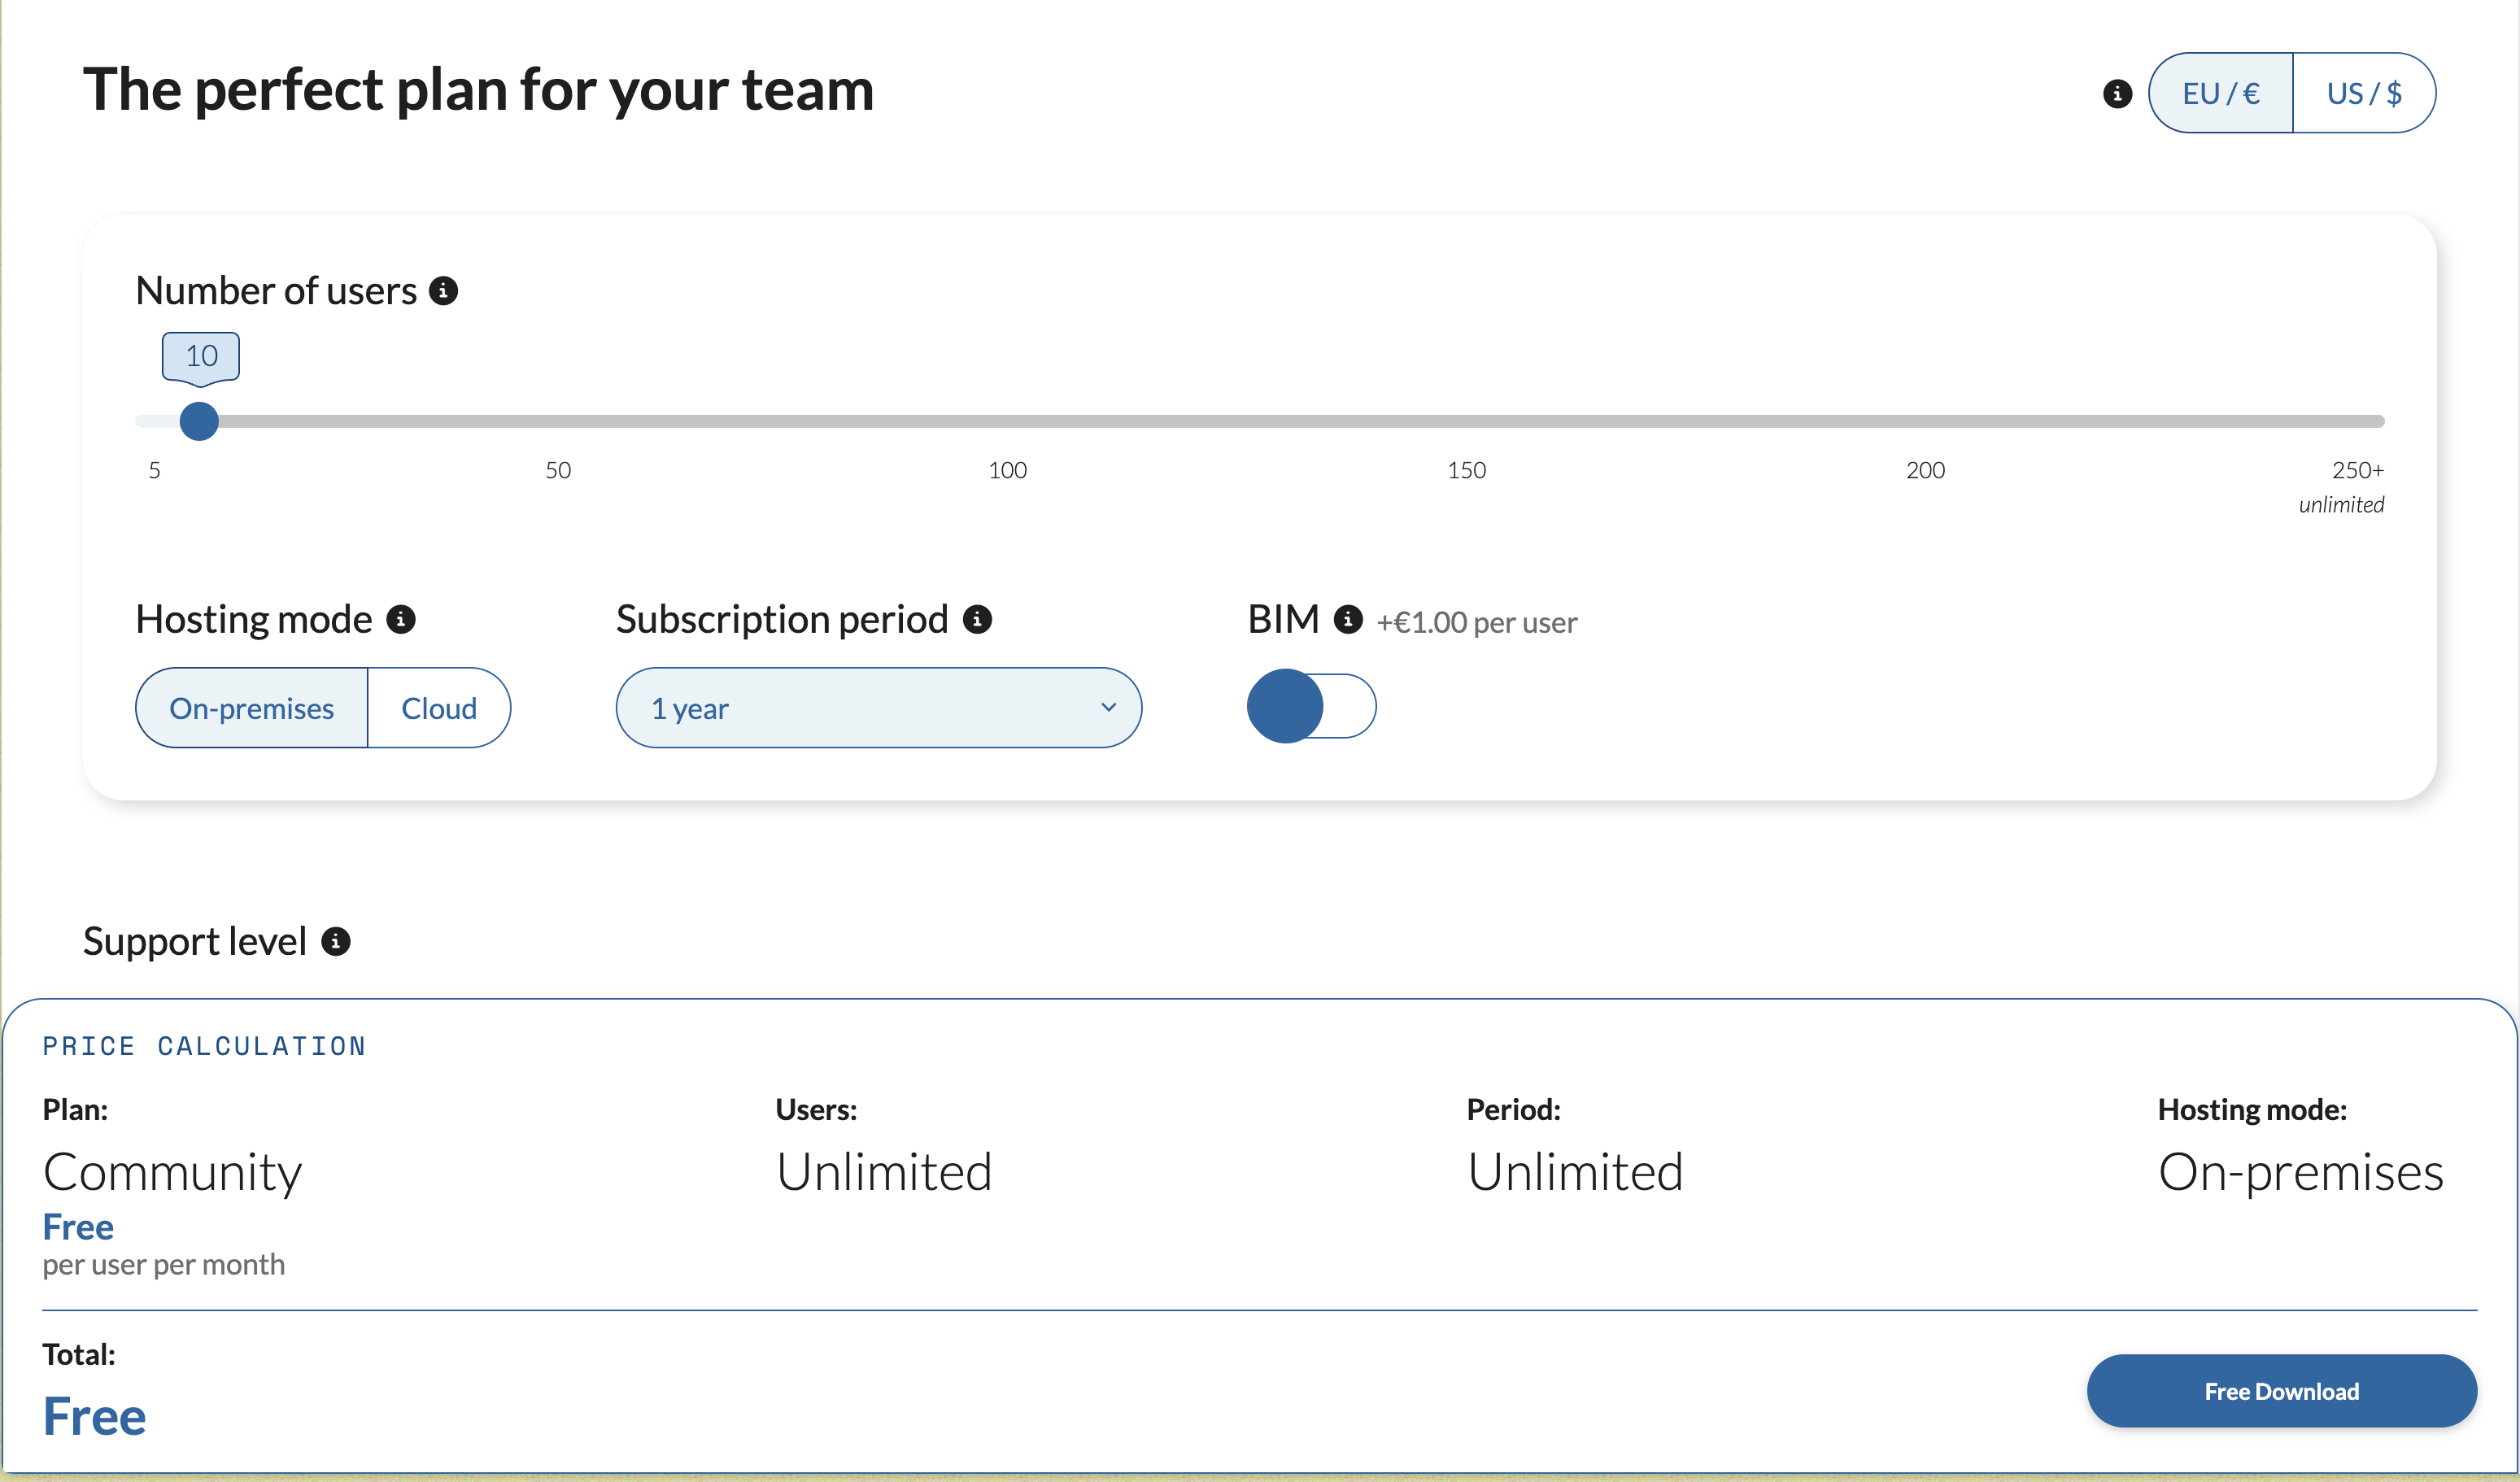 The perfect plan for your team
EU / € US / $
Number of users
10
5 50 100 150 200 250+
unlimited
Hosting mode Subscription period BIM +€1.00 per user
On-premises Cloud 1 year
Support level
PRICE CALCULATION
Plan: Users: Period: Hosting mode:
Community Unlimited Unlimited On-premises
Free
per user per month
Total:
Free
Free Download